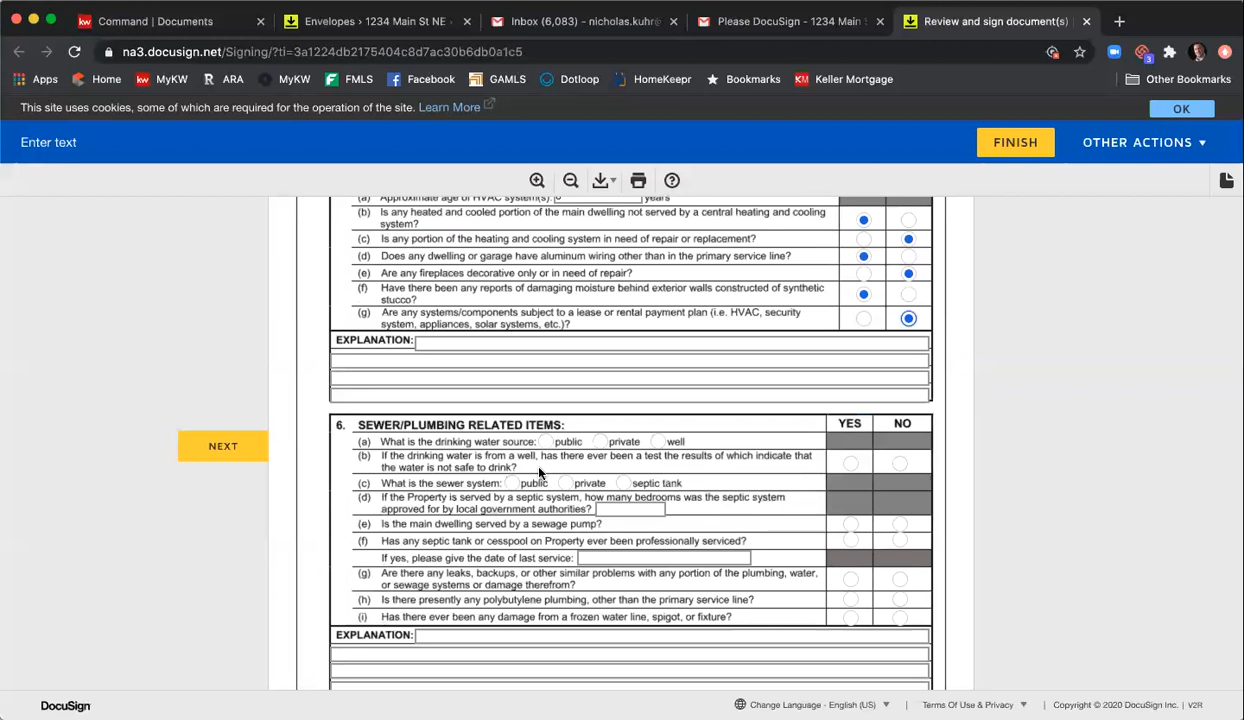 Command | Documents
Envelopes › 1234 Main St NE
Inbox (6,083) - nicholas.kuhr@
Please DocuSign - 1234 Main
Review and sign document(s)
na3.docusign.net/Signing/?ti=3a1224db2175404c8d7ac30b6db0a1c5
3
Apps
Home
kw MyKW
R ARA
MyKW
FMLS
Facebook
GAMLS
Dotloop
HomeKeepr
Bookmarks
KM Keller Mortgage
Other Bookmarks
This site uses cookies, some of which are required for the operation of the site. Learn More
OK
Enter text
FINISH
OTHER ACTIONS
(a) Approximate age of HVAC system(s): years
(b) Is any heated and cooled portion of the main dwelling not served by a central heating and cooling
system?
(c) Is any portion of the heating and cooling system in need of repair or replacement?
(d) Does any dwelling or garage have aluminum wiring other than in the primary service line?
(e) Are any fireplaces decorative only or in need of repair?
(f) Have there been any reports of damaging moisture behind exterior walls constructed of synthetic
stucco?
(g) Are any systems/components subject to a lease or rental payment plan (i.e. HVAC, security
system, appliances, solar systems, etc.)?
EXPLANATION:
NEXT
6. SEWER/PLUMBING RELATED ITEMS: YES NO
(a) What is the drinking water source: public private well
(b) If the drinking water is from a well, has there ever been a test the results of which indicate that
the water is not safe to drink?
(c) What is the sewer system: public private septic tank
(d) If the Property is served by a septic system, how many bedrooms was the septic system
approved for by local government authorities?
(e) Is the main dwelling served by a sewage pump?
(f) Has any septic tank or cesspool on Property ever been professionally serviced?
If yes, please give the date of last service:
(g) Are there any leaks, backups, or other similar problems with any portion of the plumbing, water,
or sewage systems or damage therefrom?
(h) Is there presently any polybutylene plumbing, other than the primary service line?
(i) Has there ever been any damage from a frozen water line, spigot, or fixture?
EXPLANATION:
DocuSign
Change Language - English (US) | Terms Of Use & Privacy | Copyright © 2020 DocuSign Inc. | V2R